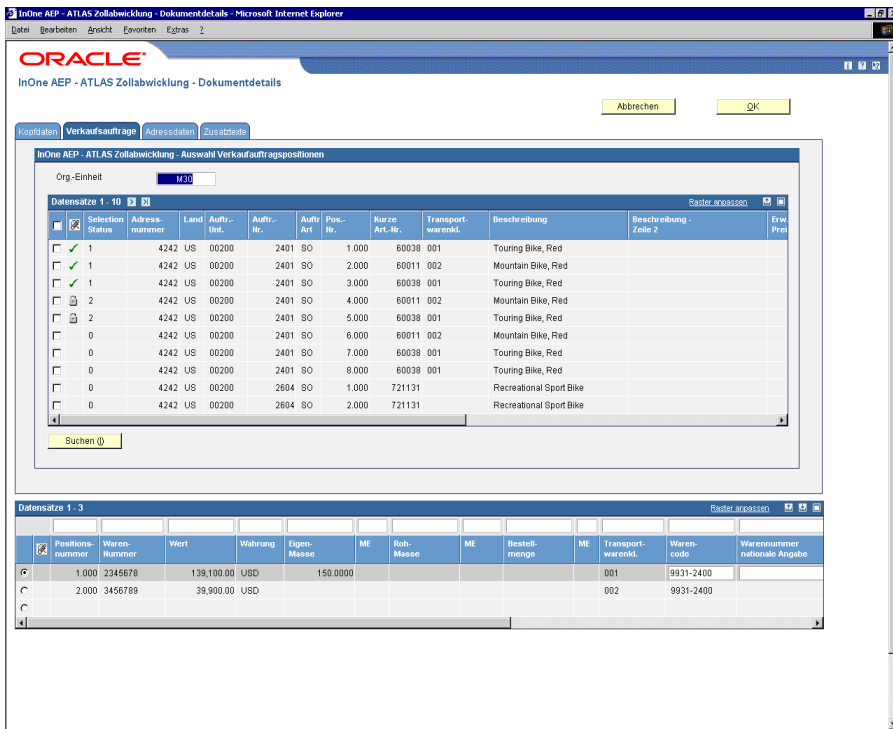 InOne AEP - ATLAS Zollabwicklung - Dokumentdetails - Microsoft Internet Explorer
Datei Bearbeiten Ansicht Favoriten Extras ?
ORACLE
InOne AEP - ATLAS Zollabwicklung - Dokumentdetails
Abbrechen OK
Kopfdaten Verkaufsaufträge Adressdaten Zusatztexte
InOne AEP - ATLAS Zollabwicklung - Auswahl Verkaufauftragspositionen
Org.-Einheit M30
Datensätze 1 - 10 Raster anpassen
Selection Adress- Land Auftr.- Auftr.- Auftr Pos.- Kurze Transport- Beschreibung Beschreibung - Erw.
Status nummer Unt. Nr. Art Nr. Art.-Nr. warenkl. Zeile 2 Prei
1 4242 US 00200 2401 SO 1.000 60038 001 Touring Bike, Red
1 4242 US 00200 2401 SO 2.000 60011 002 Mountain Bike, Red
1 4242 US 00200 2401 SO 3.000 60038 001 Touring Bike, Red
2 4242 US 00200 2401 SO 4.000 60011 002 Mountain Bike, Red
2 4242 US 00200 2401 SO 5.000 60038 001 Touring Bike, Red
0 4242 US 00200 2401 SO 6.000 60011 002 Mountain Bike, Red
0 4242 US 00200 2401 SO 7.000 60038 001 Touring Bike, Red
0 4242 US 00200 2401 SO 8.000 60038 001 Touring Bike, Red
0 4242 US 00200 2604 SO 1.000 721131 Recreational Sport Bike
0 4242 US 00200 2604 SO 2.000 721131 Recreational Sport Bike
Suchen (I)
Datensätze 1 - 3 Raster anpassen
Positions- Waren- Wert Wahrung Eigen- ME Roh- ME Bestell- ME Transport- Waren- Warennummer
nummer Nummer Masse Masse menge warenkl. code nationale Angabe
1.000 2345678 139,100.00 USD 150.0000 001 9931-2400
2.000 3456789 39,900.00 USD 002 9931-2400